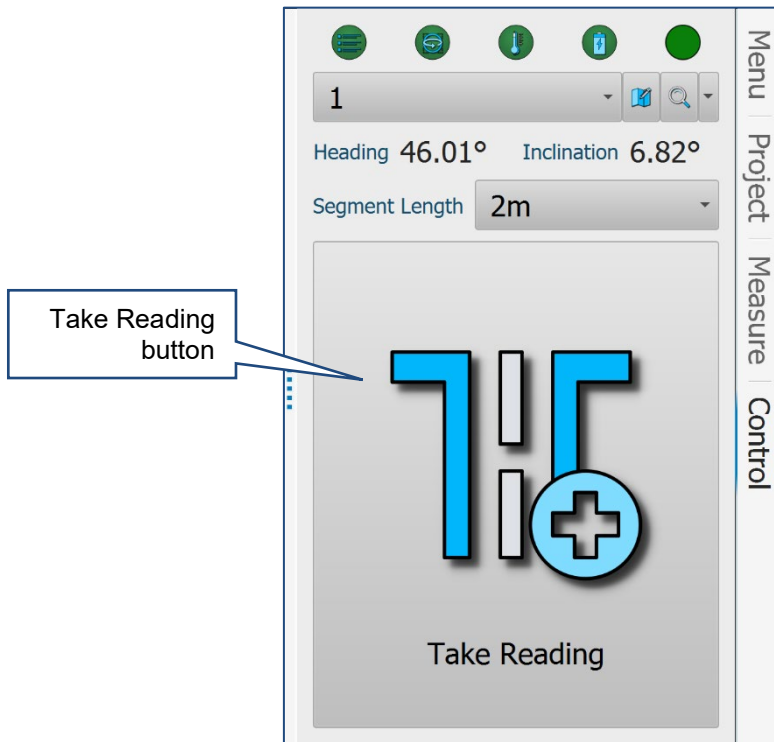 1
Heading 46.01° Inclination 6.82°
Segment Length 2m
Take Reading
button
Take Reading
Menu
Project
Measure
Control